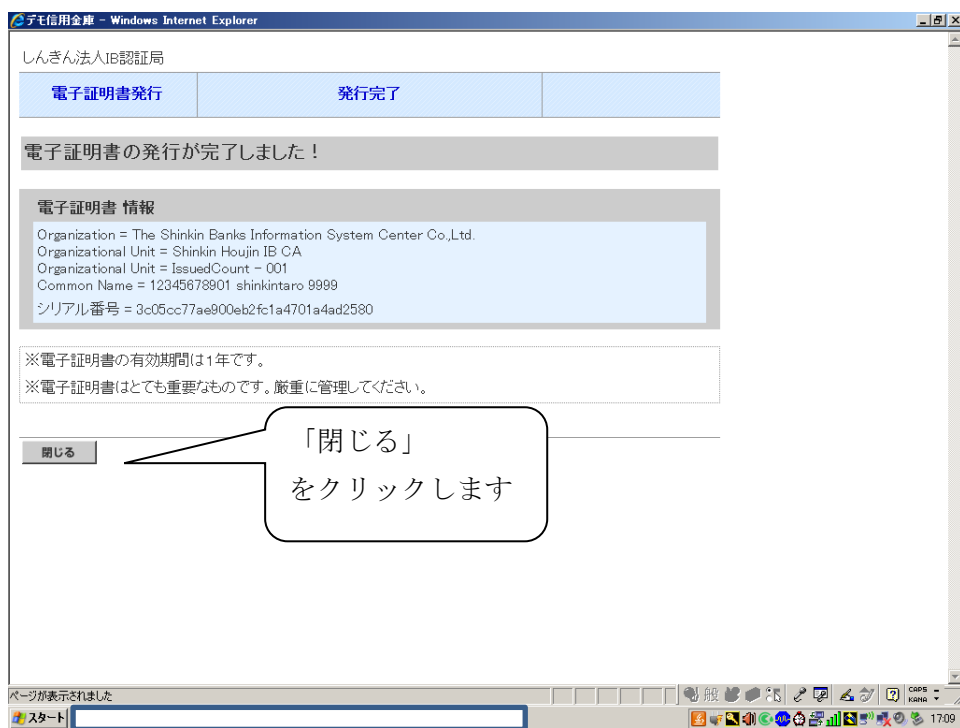 デモ信用金庫 - Windows Internet Explorer
しんきん法人IB認証局
電子証明書発行
発行完了
電子証明書の発行が完了しました！
電子証明書 情報
Organization = The Shinkin Banks Information System Center Co.,Ltd.
Organizational Unit = Shinkin Houjin IB CA
Organizational Unit = IssuedCount - 001
Common Name = 12345678901 shinkintaro 9999
シリアル番号 = 3c05cc77ae900eb2fc1a4701a4ad2580
※電子証明書の有効期間は1年です。
※電子証明書はとても重要なものです。厳重に管理してください。
閉じる
「閉じる」
をクリックします
ページが表示されました
般
CAPS
KANA
スタート
17:09